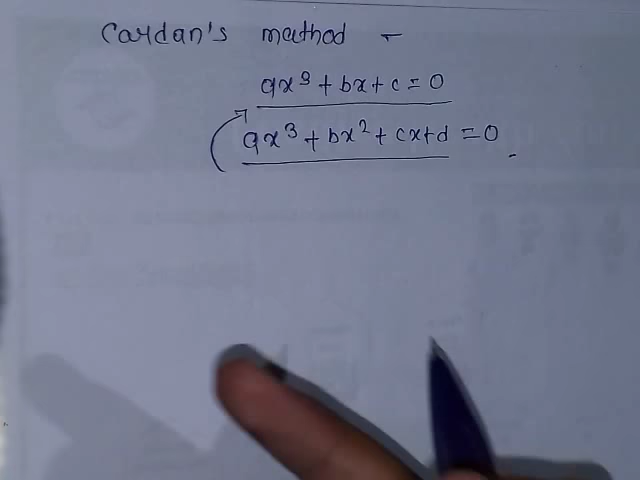 Cardan's method -
ax³ + bx + c = 0
ax³ + bx² + cx + d = 0